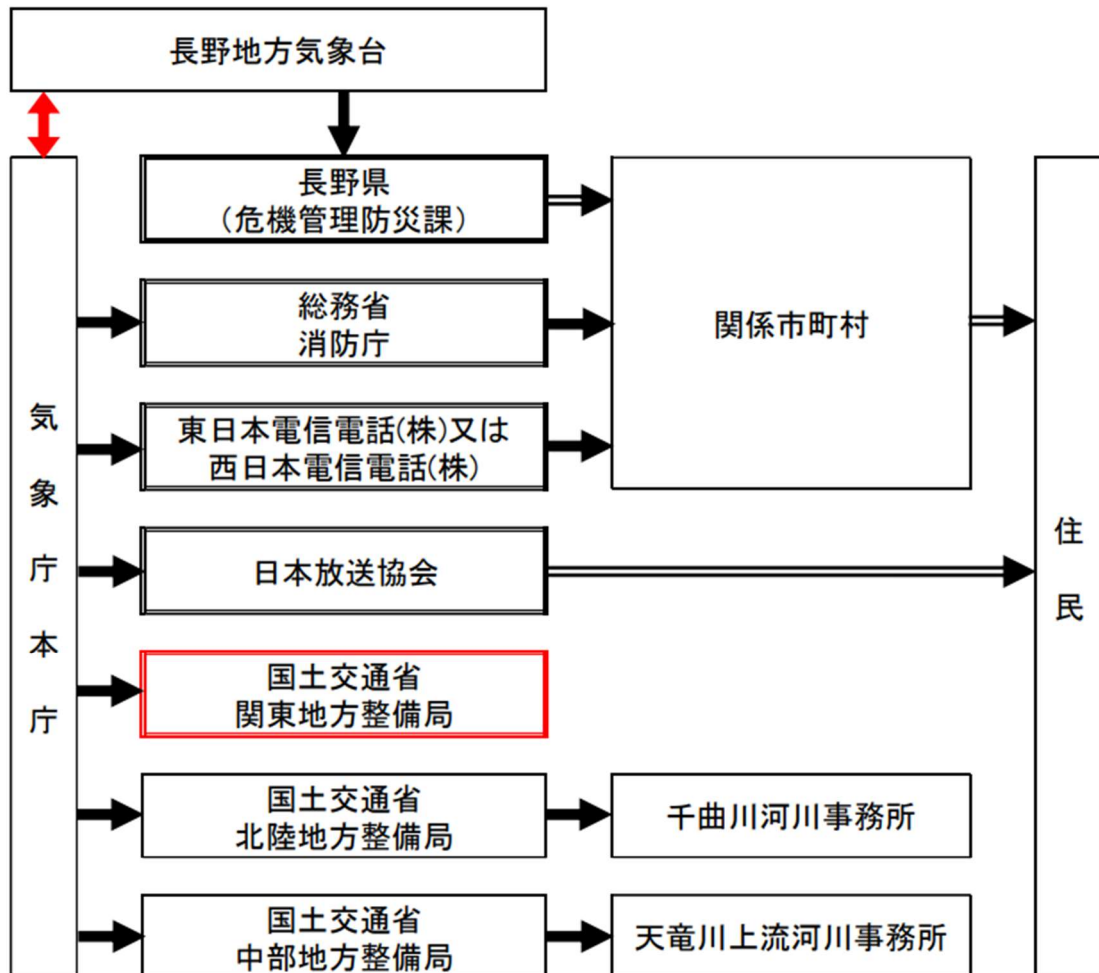 長野地方気象台
長野県
(危機管理防災課)
総務省
消防庁
東日本電信電話(株)又は
西日本電信電話(株)
関係市町村
気象庁本庁
日本放送協会
住民
国土交通省
関東地方整備局
国土交通省
北陸地方整備局
千曲川河川事務所
国土交通省
中部地方整備局
天竜川上流河川事務所